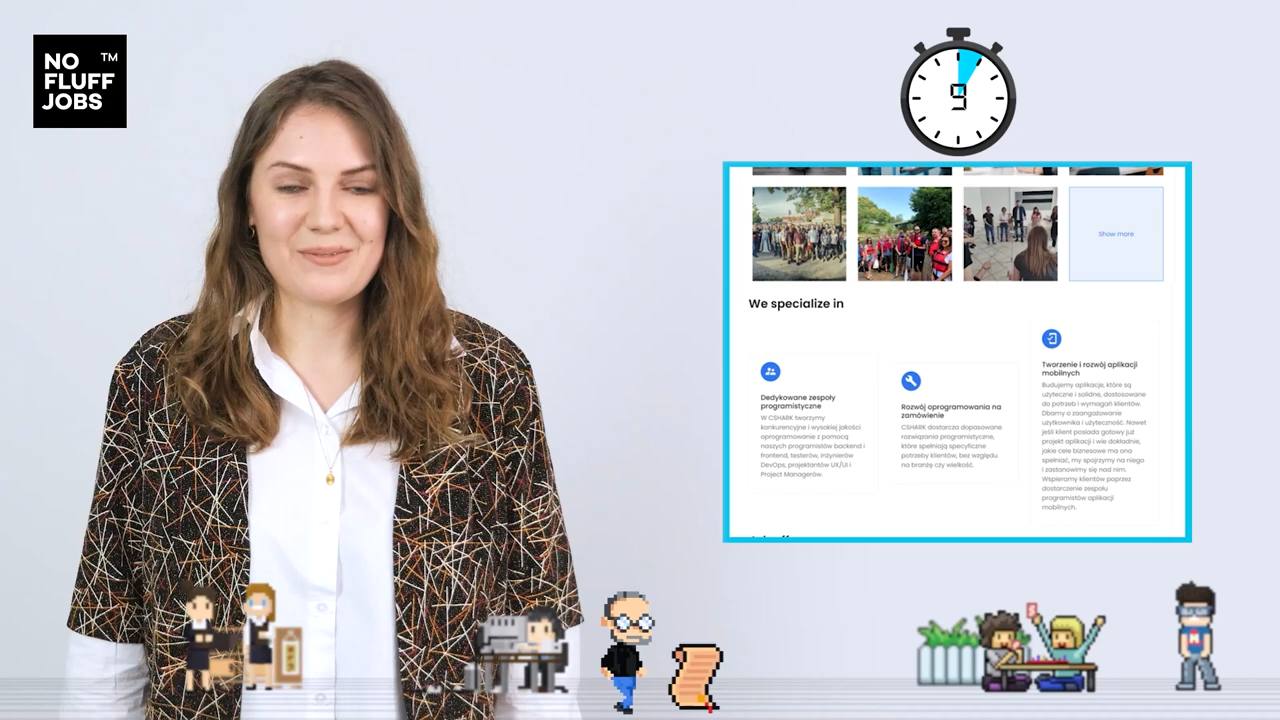 NO TM
FLUFF
JOBS
9
Show more
We specialize in
Dedykowane zespoły
programistyczne
W CSHARK tworzymy
konkurencyjne i wysokiej jakości
oprogramowanie z pomocą
naszych programistów backend i
frontend, testerów, inżynierów
DevOps, projektantów UX/UI i
Project Managerów.
Rozwój oprogramowania na
zamówienie
CSHARK dostarcza dopasowane
rozwiązania programistyczne,
które spełniają specyficzne
potrzeby klientów, bez względu
na branżę czy wielkość.
Tworzenie i rozwój aplikacji
mobilnych
Budujemy aplikacje, które są
użyteczne i solidne, dostosowane
do potrzeb i wymagań klientów.
Dbamy o zaangażowanie
użytkownika i użyteczność. Nawet
jeśli klient posiada gotowy już
projekt aplikacji i wie dokładnie,
jakie cele biznesowe ma ona
spełniać, my spojrzymy na niego
i zastanowimy się nad nim.
Wspieramy klientów poprzez
dostarczenie zespołu
programistów aplikacji
mobilnych.